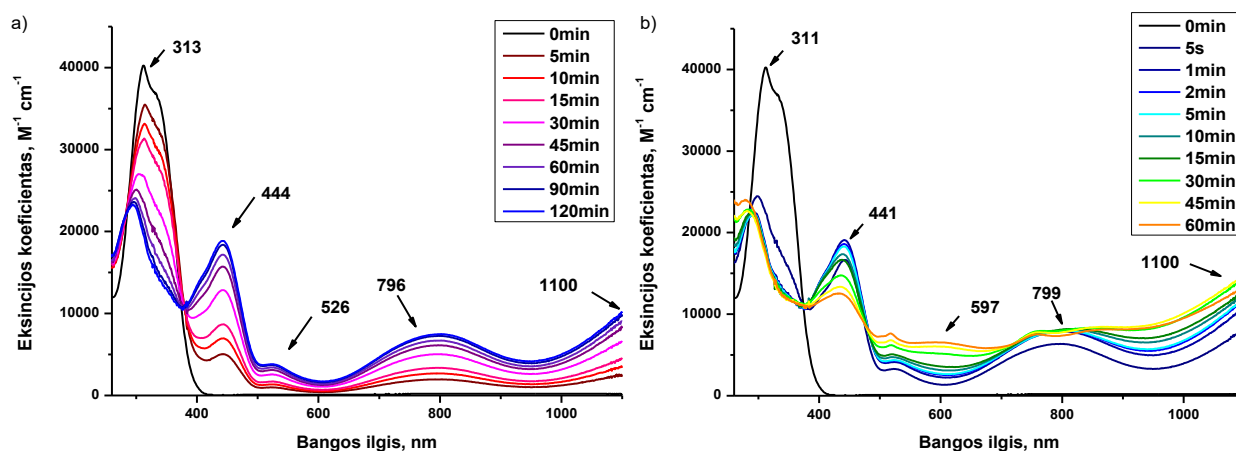 a)
313
444
526
796
1100
0min
5min
10min
15min
30min
45min
60min
90min
120min
40000
30000
20000
10000
0
400
600
800
1000
Eksincijos koeficientas, M⁻¹ cm⁻¹
Bangos ilgis, nm
b)
311
441
597
799
1100
0min
5s
1min
2min
5min
10min
15min
30min
45min
60min
40000
30000
20000
10000
0
400
600
800
1000
Eksincijos koeficientas, M⁻¹ cm⁻¹
Bangos ilgis, nm